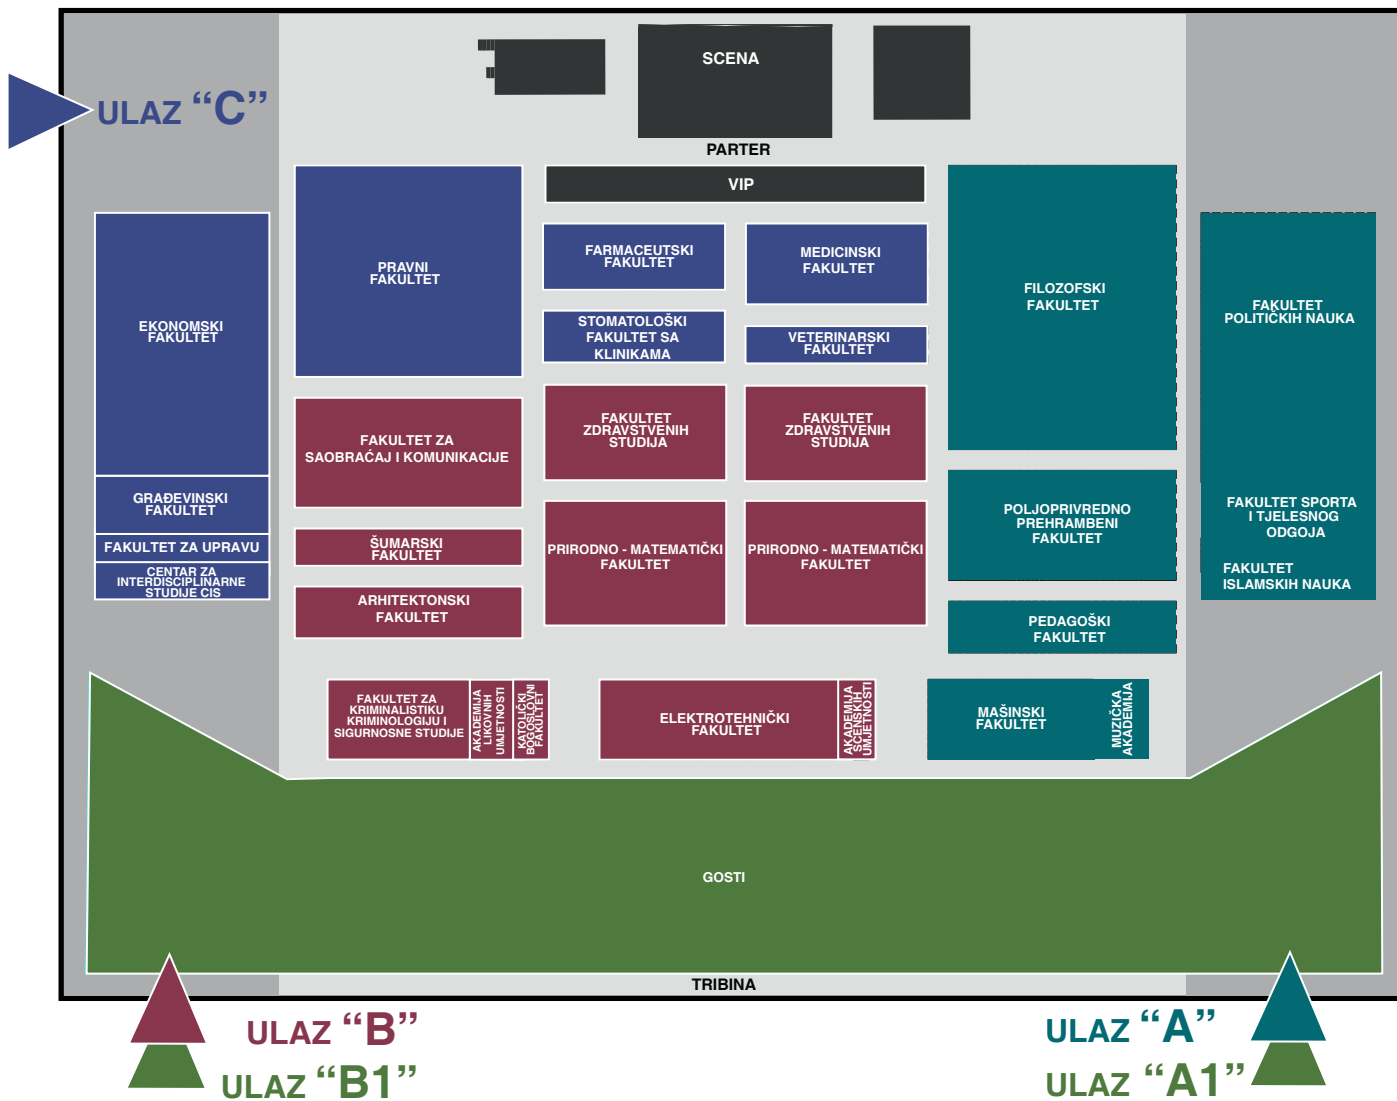 SCENA
ULAZ “C”
PARTER
VIP
EKONOMSKI
FAKULTET
GRAĐEVINSKI
FAKULTET
FAKULTET ZA UPRAVU
CENTAR ZA
INTERDISCIPLINARNE
STUDIJE CIS
PRAVNI
FAKULTET
FAKULTET ZA
SAOBRAĆAJ I KOMUNIKACIJE
ŠUMARSKI
FAKULTET
ARHITEKTONSKI
FAKULTET
FARMACEUTSKI
FAKULTET
STOMATOLOŠKI
FAKULTET SA
KLINIKAMA
FAKULTET
ZDRAVSTVENIH
STUDIJA
PRIRODNO - MATEMATIČKI
FAKULTET
MEDICINSKI
FAKULTET
VETERINARSKI
FAKULTET
FAKULTET
ZDRAVSTVENIH
STUDIJA
PRIRODNO - MATEMATIČKI
FAKULTET
FILOZOFSKI
FAKULTET
POLJOPRIVREDNO
PREHRAMBENI
FAKULTET
PEDAGOŠKI
FAKULTET
FAKULTET
POLITIČKIH NAUKA
FAKULTET SPORTA
I TJELESNOG
ODGOJA
FAKULTET
ISLAMSKIH NAUKA
FAKULTET ZA
KRIMINALISTIKU
KRIMINOLOGIJU I
SIGURNOSNE STUDIJE
AKADEMIJA
LIKOVNIH
UMJETNOSTI
KATOLIČKI
BOGOSLOVNI
FAKULTET
ELEKTROTEHNIČKI
FAKULTET
AKADEMIJA
SCENSKIH
UMJETNOSTI
MAŠINSKI
FAKULTET
MUZIČKA
AKADEMIJA
GOSTI
TRIBINA
ULAZ “B”
ULAZ “B1”
ULAZ “A”
ULAZ “A1”